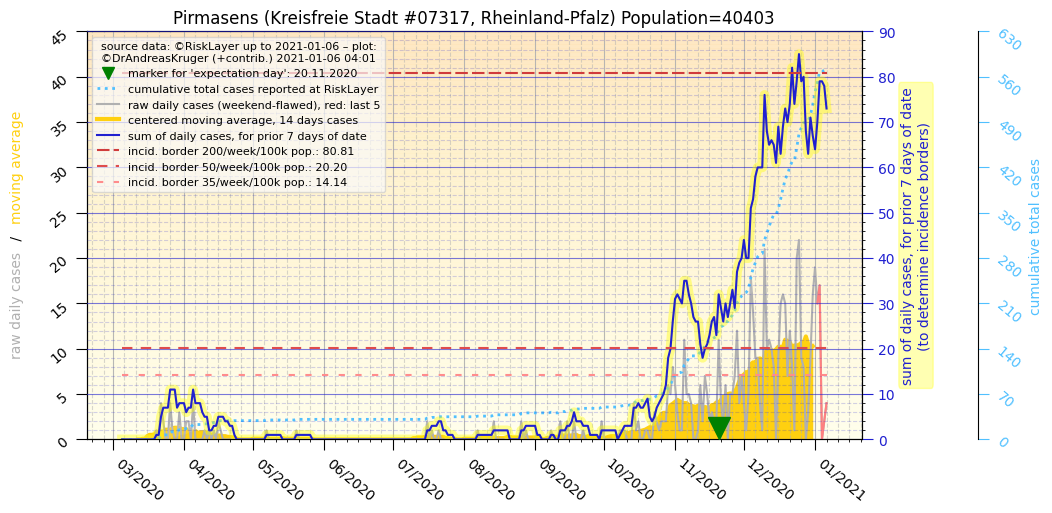 Pirmasens (Kreisfreie Stadt #07317, Rheinland-Pfalz) Population=40403
source data: ©RiskLayer up to 2021-01-06 – plot:
©DrAndreasKruger (+contrib.) 2021-01-06 04:01
marker for 'expectation day': 20.11.2020
cumulative total cases reported at RiskLayer
raw daily cases (weekend-flawed), red: last 5
centered moving average, 14 days cases
sum of daily cases, for prior 7 days of date
incid. border 200/week/100k pop.: 80.81
incid. border 50/week/100k pop.: 20.20
incid. border 35/week/100k pop.: 14.14
raw daily cases / moving average
45
40
35
30
25
20
15
10
5
0
03/2020
04/2020
05/2020
06/2020
07/2020
08/2020
09/2020
10/2020
11/2020
12/2020
01/2021
90
80
70
60
50
40
30
20
10
0
sum of daily cases, for prior 7 days of date
(to determine incidence borders)
630
560
490
420
350
280
210
140
70
0
cumulative total cases